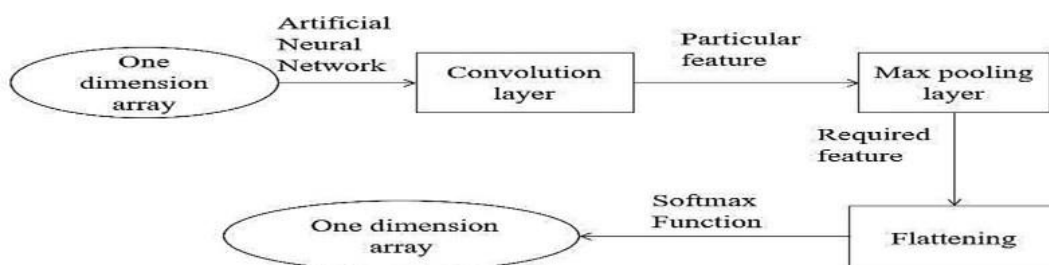 One
dimension
array
Artificial
Neural
Network
Convolution
layer
Particular
feature
Max pooling
layer
Required
feature
Flattening
Softmax
Function
One dimension
array